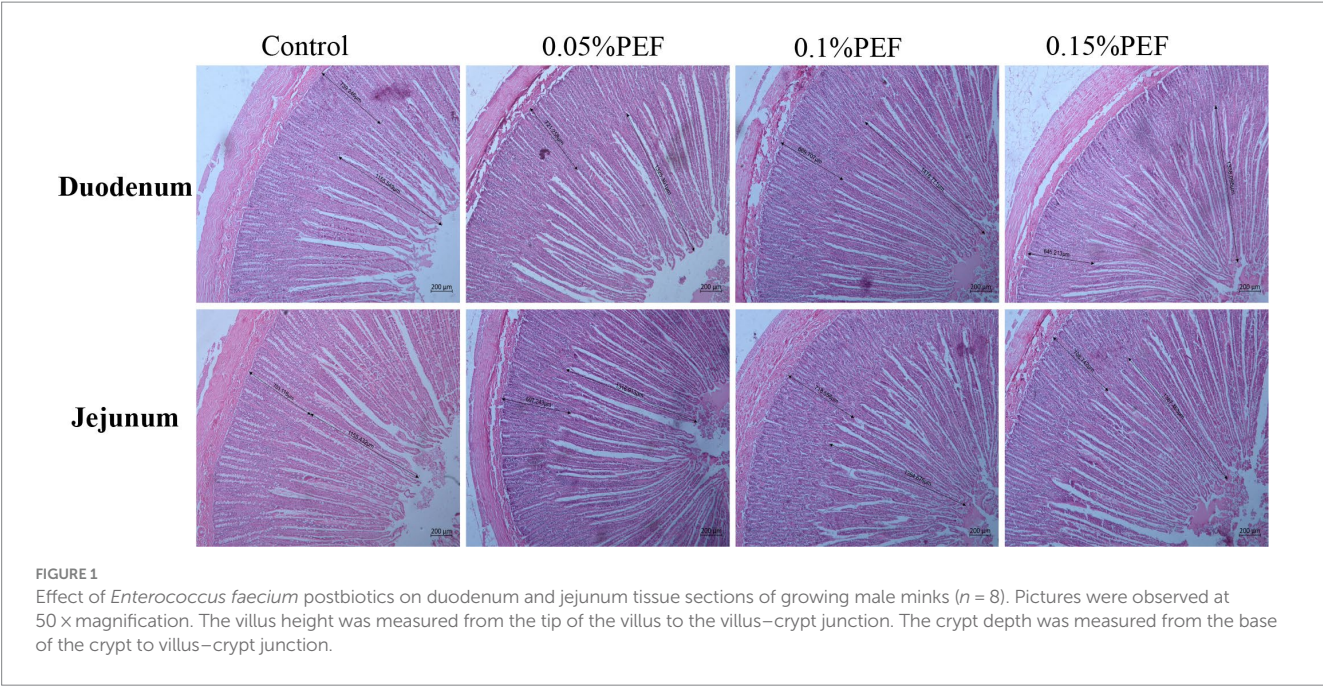 Control 0.05%PEF 0.1%PEF 0.15%PEF
Duodenum
200 μm 200 μm 200 μm 200 μm
Jejunum
200 μm 200 μm 200 μm 200 μm
FIGURE 1
Effect of Enterococcus faecium postbiotics on duodenum and jejunum tissue sections of growing male minks (n = 8). Pictures were observed at
50 × magnification. The villus height was measured from the tip of the villus to the villus–crypt junction. The crypt depth was measured from the base
of the crypt to villus–crypt junction.